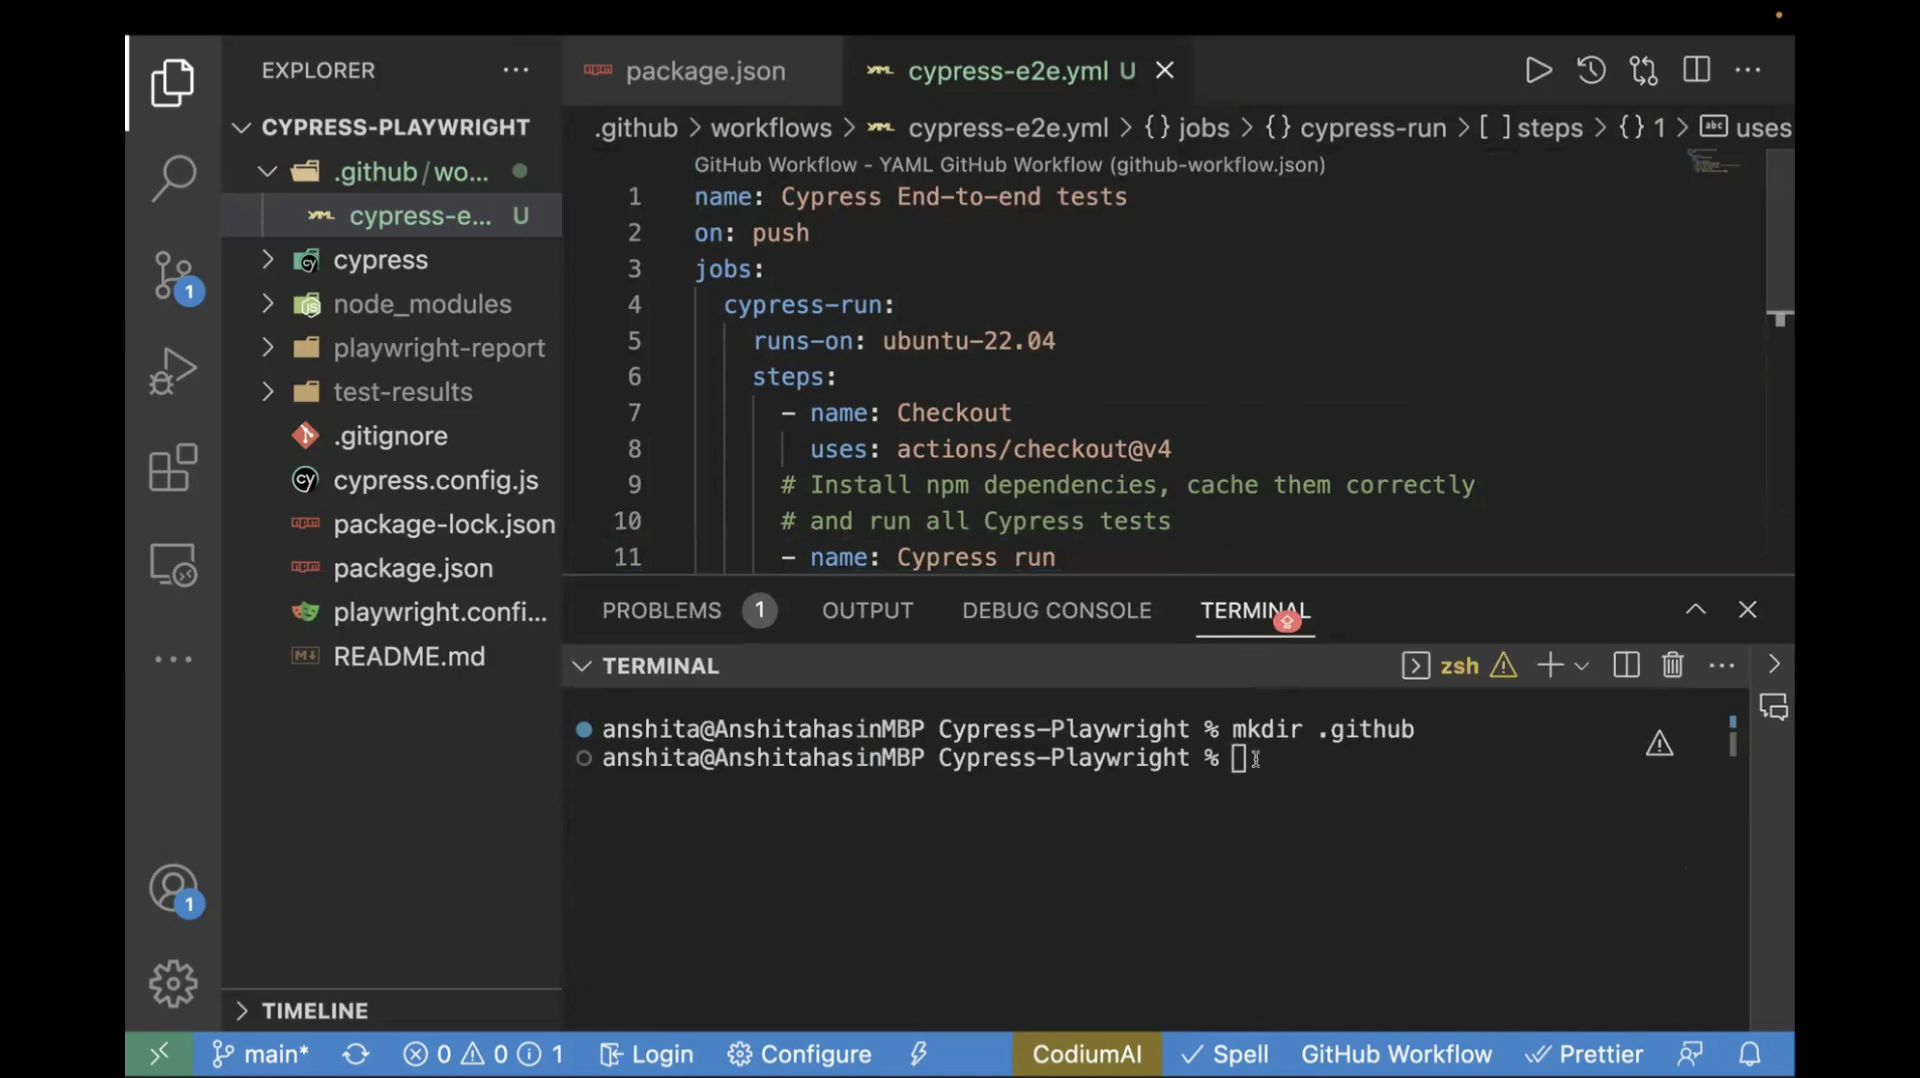 EXPLORER
CYPRESS-PLAYWRIGHT
.github/wo...
cypress-e... U
cypress
node_modules
playwright-report
test-results
.gitignore
cypress.config.js
package-lock.json
package.json
playwright.confi...
README.md
TIMELINE
package.json
cypress-e2e.yml U
.github > workflows > cypress-e2e.yml > {} jobs > {} cypress-run > [ ] steps > {} 1 > abc uses
GitHub Workflow - YAML GitHub Workflow (github-workflow.json)
1 name: Cypress End-to-end tests
2 on: push
3 jobs:
4 cypress-run:
5 runs-on: ubuntu-22.04
6 steps:
7 - name: Checkout
8 uses: actions/checkout@v4
9 # Install npm dependencies, cache them correctly
10 # and run all Cypress tests
11 - name: Cypress run
PROBLEMS 1 OUTPUT DEBUG CONSOLE TERMINAL
TERMINAL
zsh
anshita@AnshitahasinMBP Cypress-Playwright % mkdir .github
anshita@AnshitahasinMBP Cypress-Playwright %
1
1
main* 0 0 1 Login Configure CodiumAI Spell GitHub Workflow Prettier